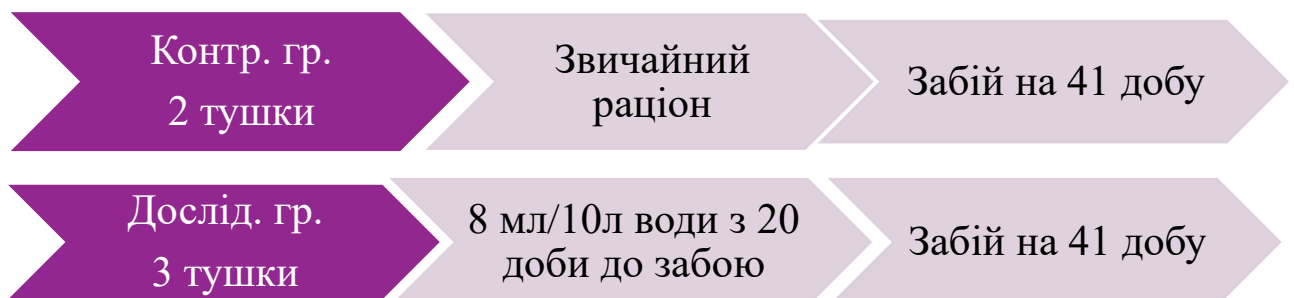 Контр. гр.
2 тушки
Звичайний
раціон
Забій на 41 добу
Дослід. гр.
3 тушки
8 мл/10л води з 20
доби до забою
Забій на 41 добу